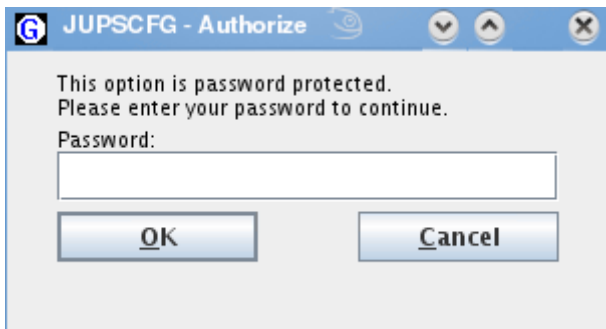 G JUPSCFG - Authorize
This option is password protected.
Please enter your password to continue.
Password:
OK Cancel